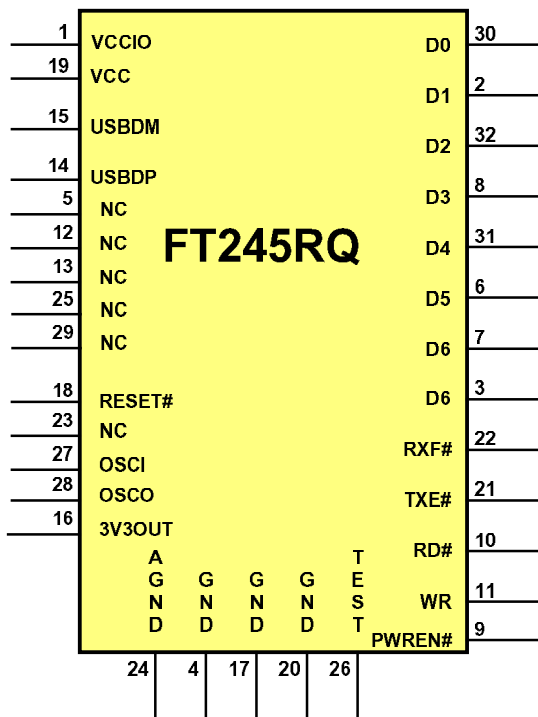 1 VCCIO
19 VCC
15 USBDM
14 USBDP
5 NC
12 NC
13 NC
25 NC
29 NC
18 RESET#
23 NC
27 OSCI
28 OSCO
16 3V3OUT
FT245RQ
D0 30
D1 2
D2 32
D3 8
D4 31
D5 6
D6 7
D6 3
RXF# 22
TXE# 21
RD# 10
WR 11
PWREN# 9
AGND 24
GND 4
GND 17
GND 20
TEST 26